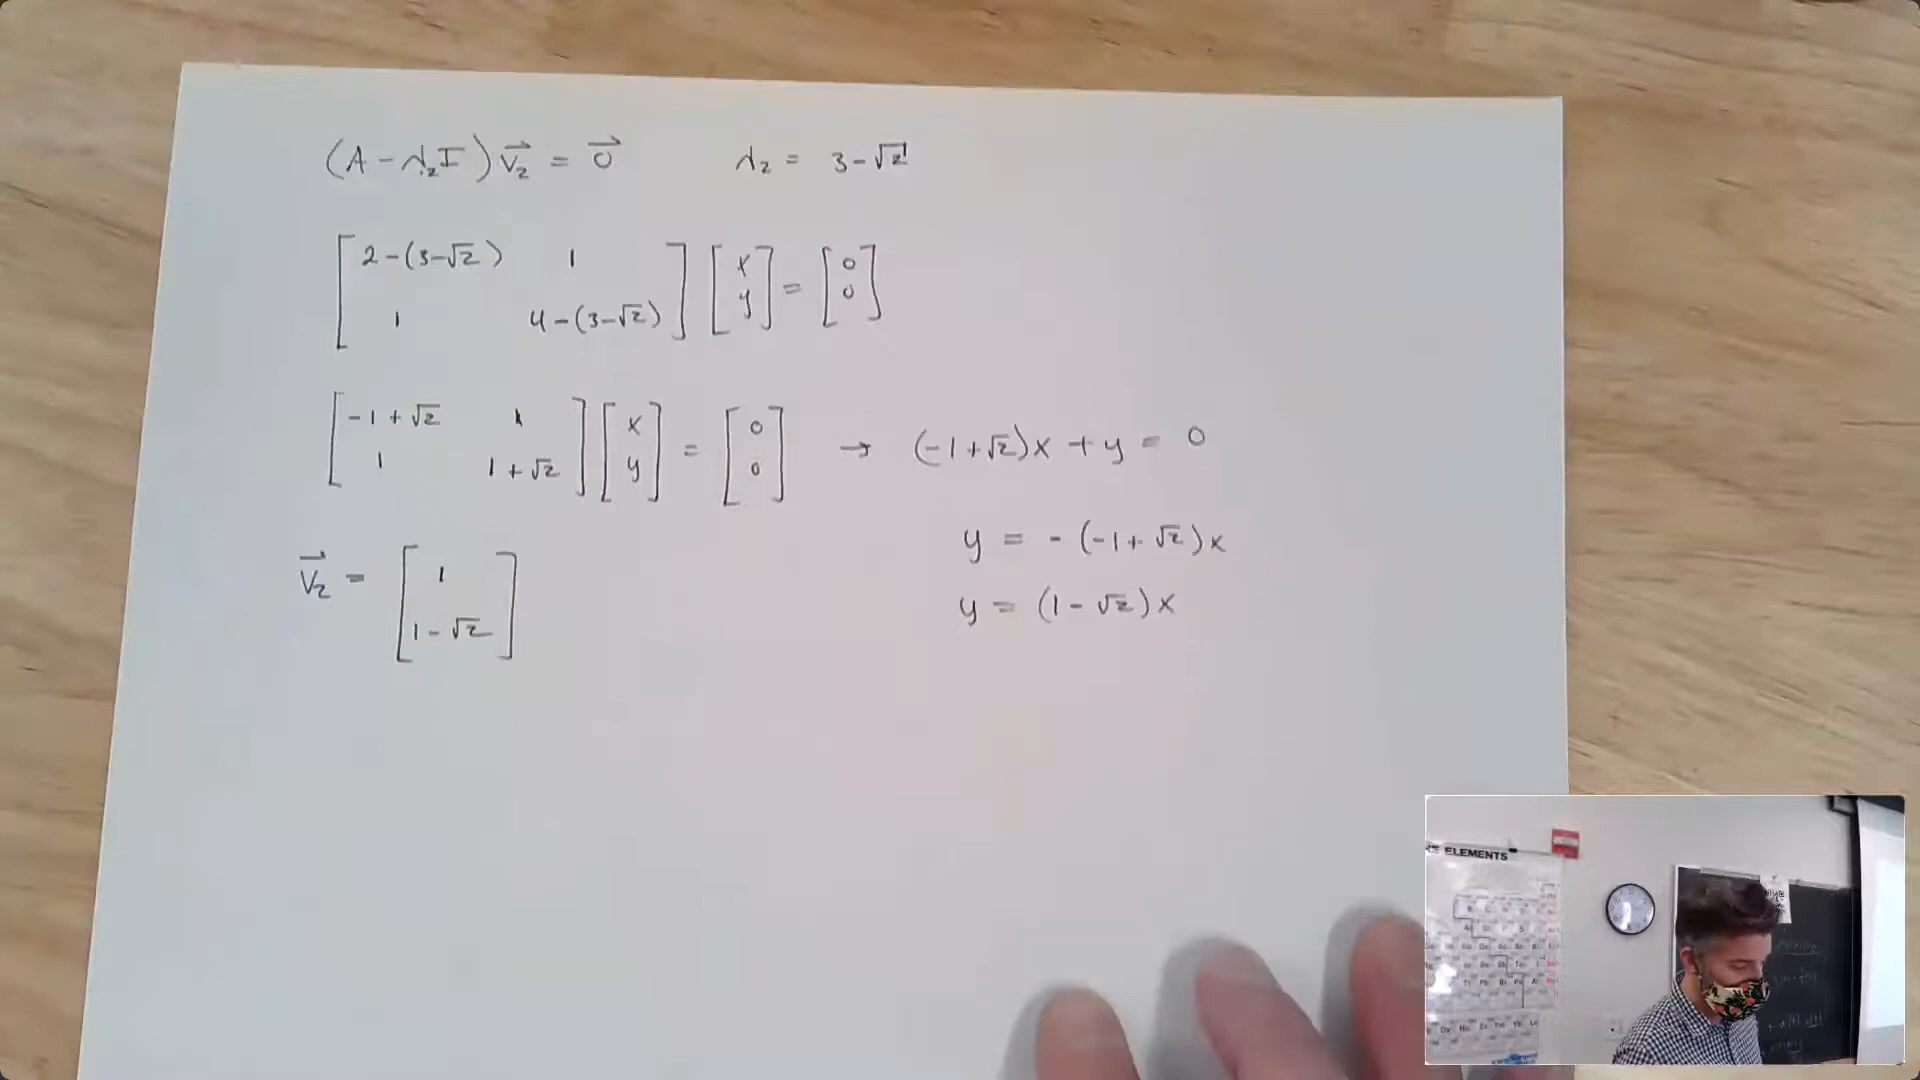 (A-λ₂I)v⃗₂ = 0⃗ λ₂ = 3-√2
[2-(3-√2) 1
1 4-(3-√2)] [x
y] = [0
0]
[-1+√2 1
1 1+√2] [x
y] = [0
0] → (-1+√2)x + y = 0
y = -(-1+√2)x
y = (1-√2)x
v⃗₂ = [1
1-√2]
ELEMENTS